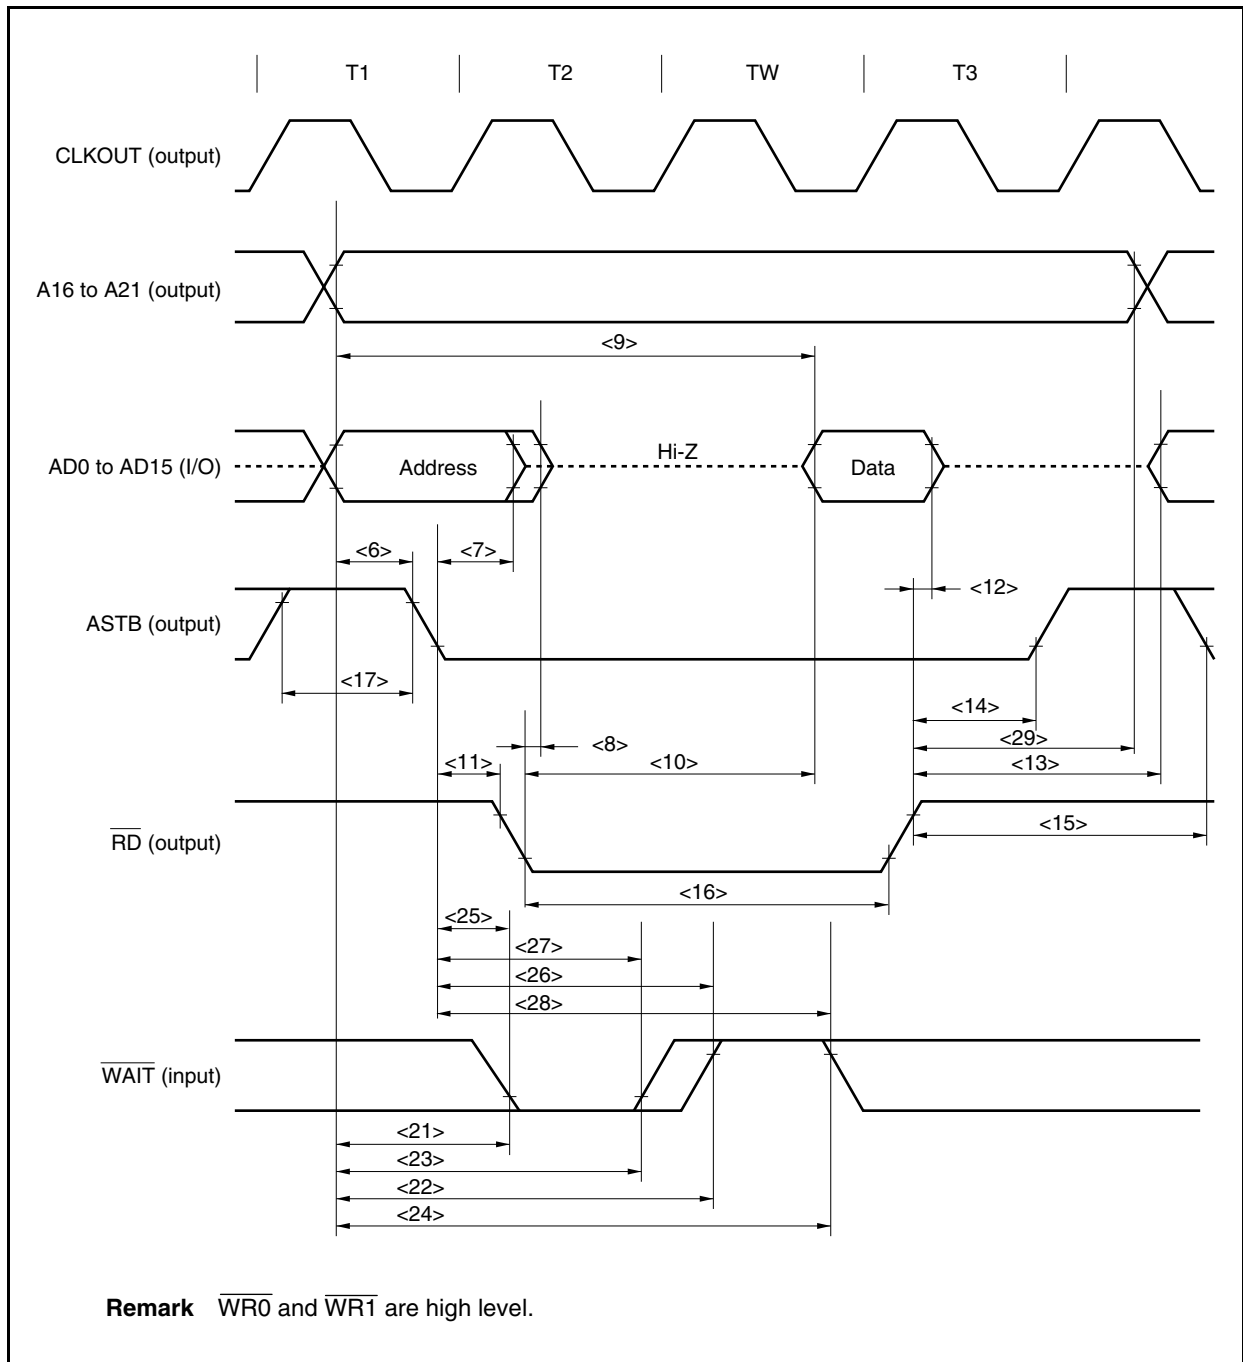 T1 T2 TW T3
CLKOUT (output)
A16 to A21 (output)
<9>
AD0 to AD15 (I/O) Address Hi-Z Data
<6> <7>
<12>
ASTB (output)
<17>
<14>
<8> <29>
<11> <10> <13>
RD (output) <15>
<16>
<25>
<27>
<26>
<28>
WAIT (input)
<21>
<23>
<22>
<24>
Remark WR0 and WR1 are high level.